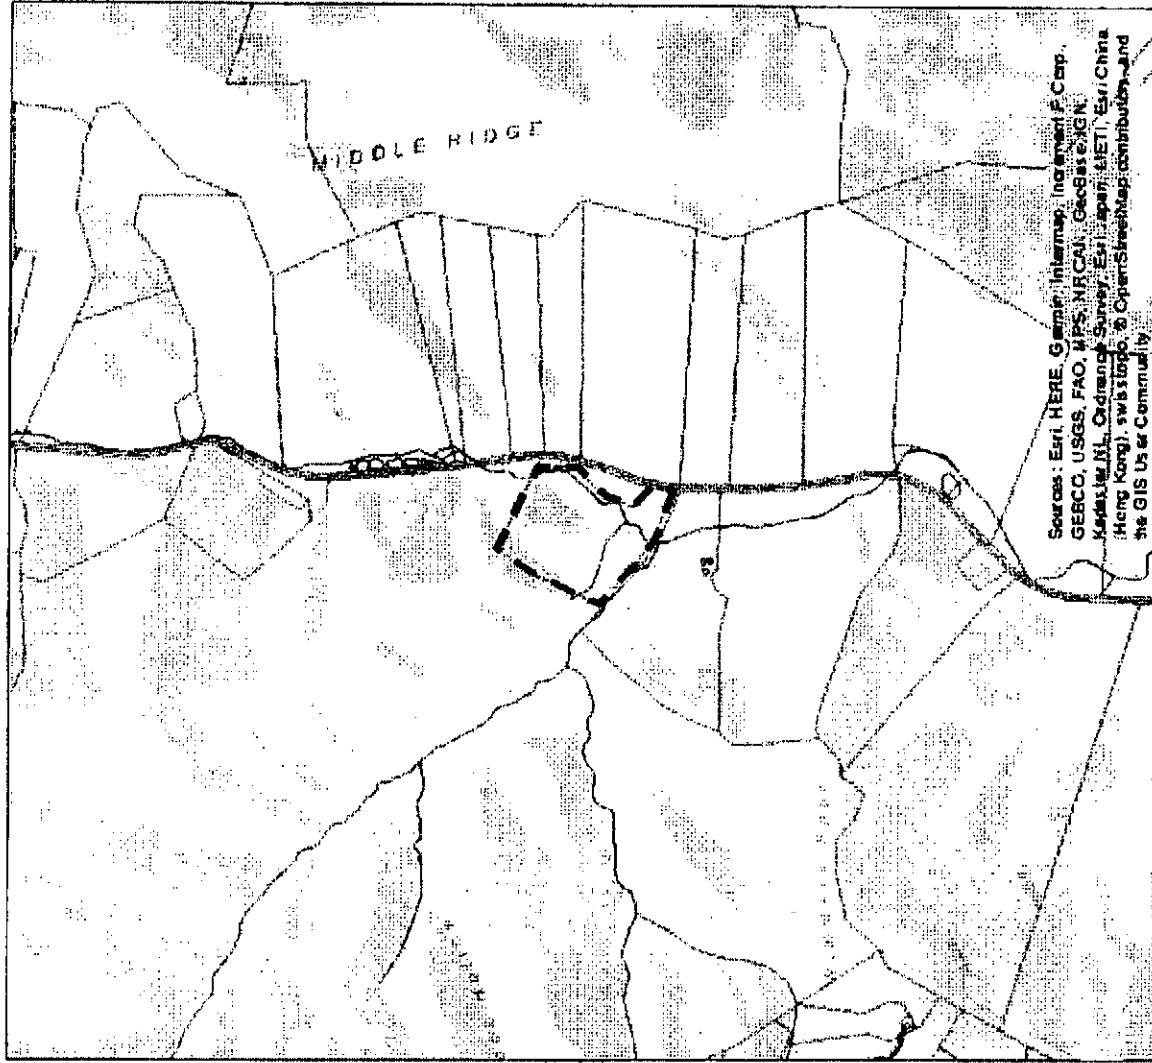 MIDDLE RIDGE
Rd
Sources: Esri, HERE, Garmin, Intermap, Increment P Corp.,
GEBCO, USGS, FAO, NPS, NRCAN, GeoBase, IGN,
Kadaster NL, Ordnance Survey, Esri Japan, METI, Esri China
(Hong Kong), swisstopo, © OpenStreetMap contributors, and
the GIS User Community